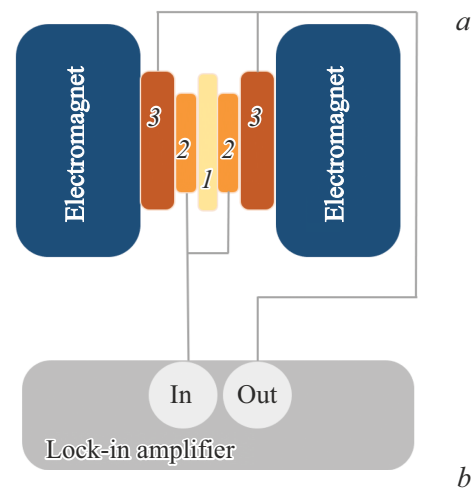 a
Electromagnet
3
2
1
2
3
Electromagnet
In
Out
Lock-in amplifier
b